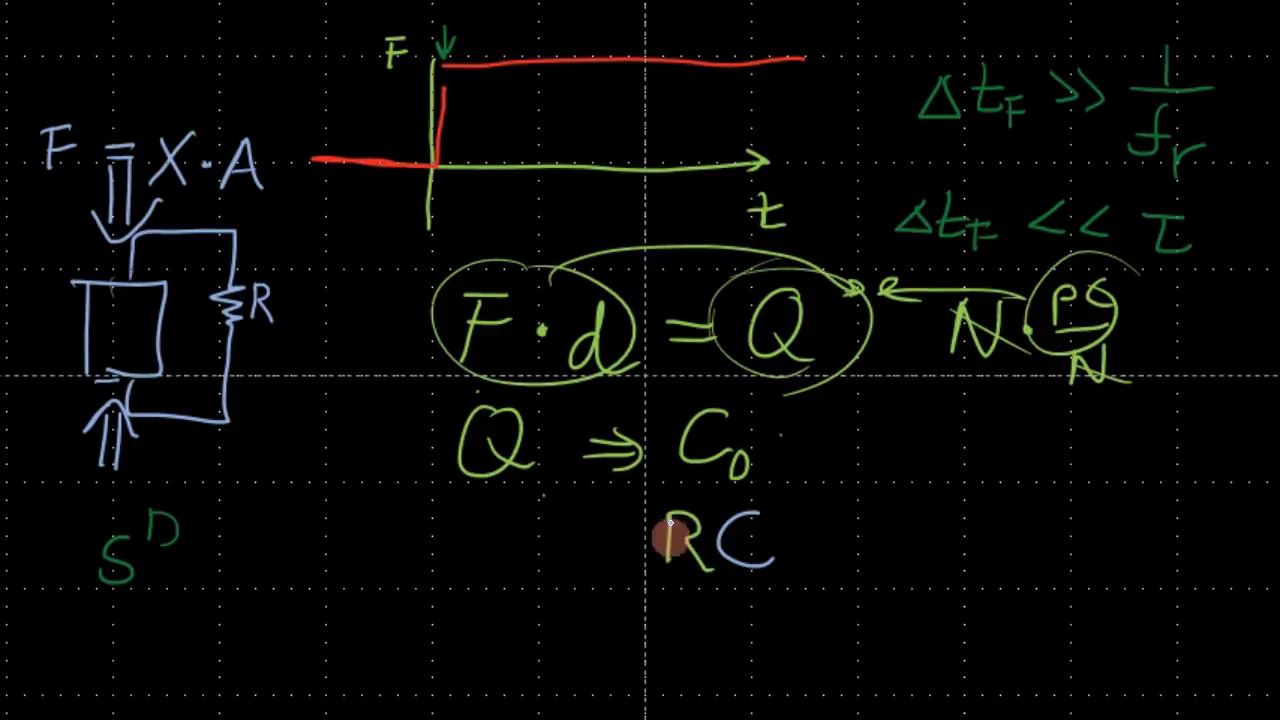 F
F = X · A
Δt_F >> 1/f_r
t
Δt_F << τ
R
F · d = Q
N · pC/N
Q ⇒ C_0
S^D
RC